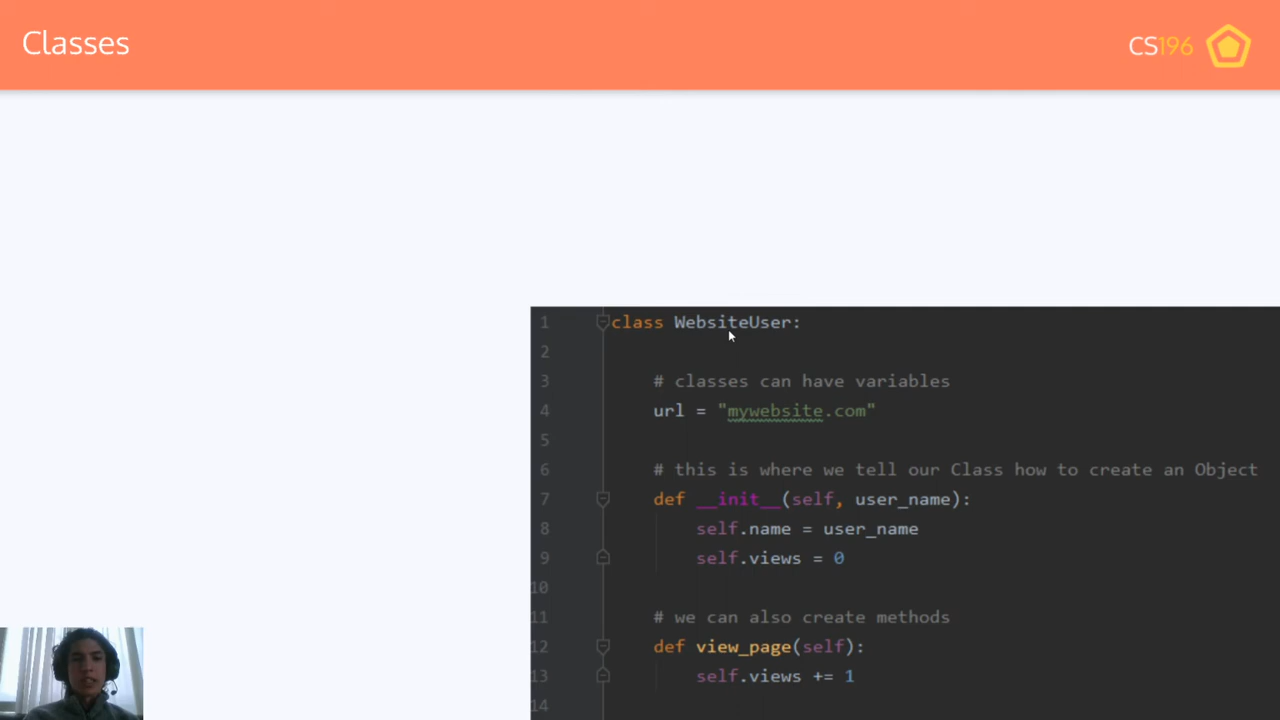 Classes
CS196
1 class WebsiteUser:
2
3 # classes can have variables
4 url = "mywebsite.com"
5
6 # this is where we tell our Class how to create an Object
7 def __init__(self, user_name):
8 self.name = user_name
9 self.views = 0
10
11 # we can also create methods
12 def view_page(self):
13 self.views += 1
14